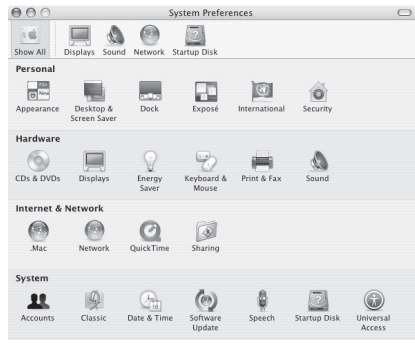 System Preferences
Show All Displays Sound Network Startup Disk
Personal
Appearance Desktop & Screen Saver Dock Exposé International Security
Hardware
CDs & DVDs Displays Energy Saver Keyboard & Mouse Print & Fax Sound
Internet & Network
.Mac Network QuickTime Sharing
System
18
Accounts Classic Date & Time Software Update Speech Startup Disk Universal Access